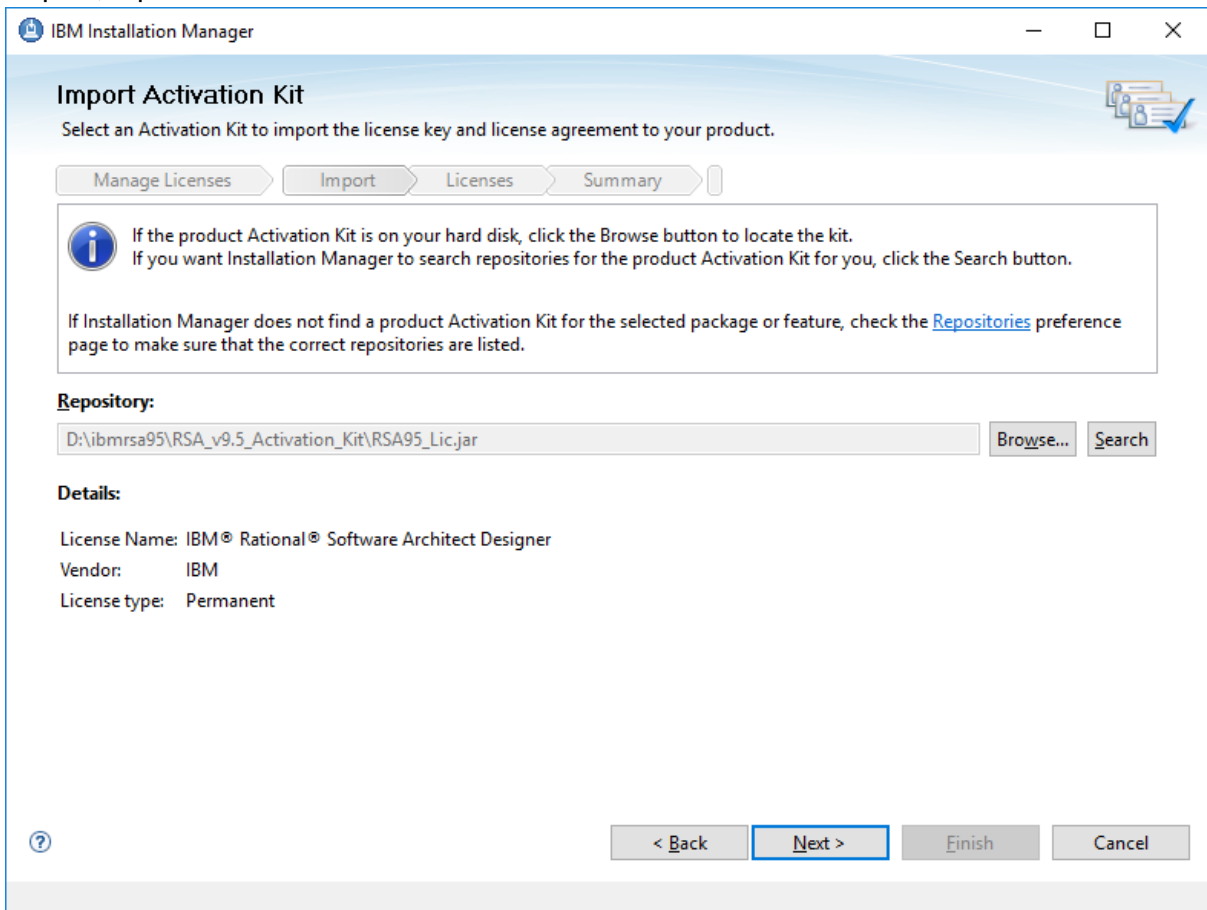 IBM Installation Manager
Import Activation Kit
Select an Activation Kit to import the license key and license agreement to your product.
Manage Licenses Import Licenses Summary
If the product Activation Kit is on your hard disk, click the Browse button to locate the kit.
If you want Installation Manager to search repositories for the product Activation Kit for you, click the Search button.
If Installation Manager does not find a product Activation Kit for the selected package or feature, check the Repositories preference
page to make sure that the correct repositories are listed.
Repository:
D:\ibmrsa95\RSA_v9.5_Activation_Kit\RSA95_Lic.jar Browse... Search
Details:
License Name: IBM® Rational® Software Architect Designer
Vendor: IBM
License type: Permanent
< Back Next > Finish Cancel